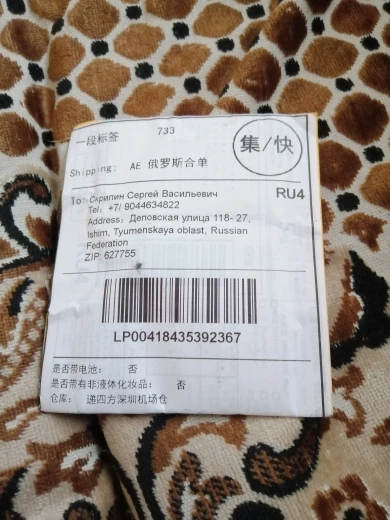 一段标签 733
集/快
Shipping: AE 俄罗斯合单
To: Скрипин Сергей Васильевич RU4
Tel: +7/ 9044634822
Address: Деповская улица 118- 27,
Ishim, Tyumenskaya oblast, Russian
Federation
ZIP: 627755
LP00418435392367
是否带电池: 否
是否带有非液体化妆品: 否
仓库: 递四方深圳机场仓